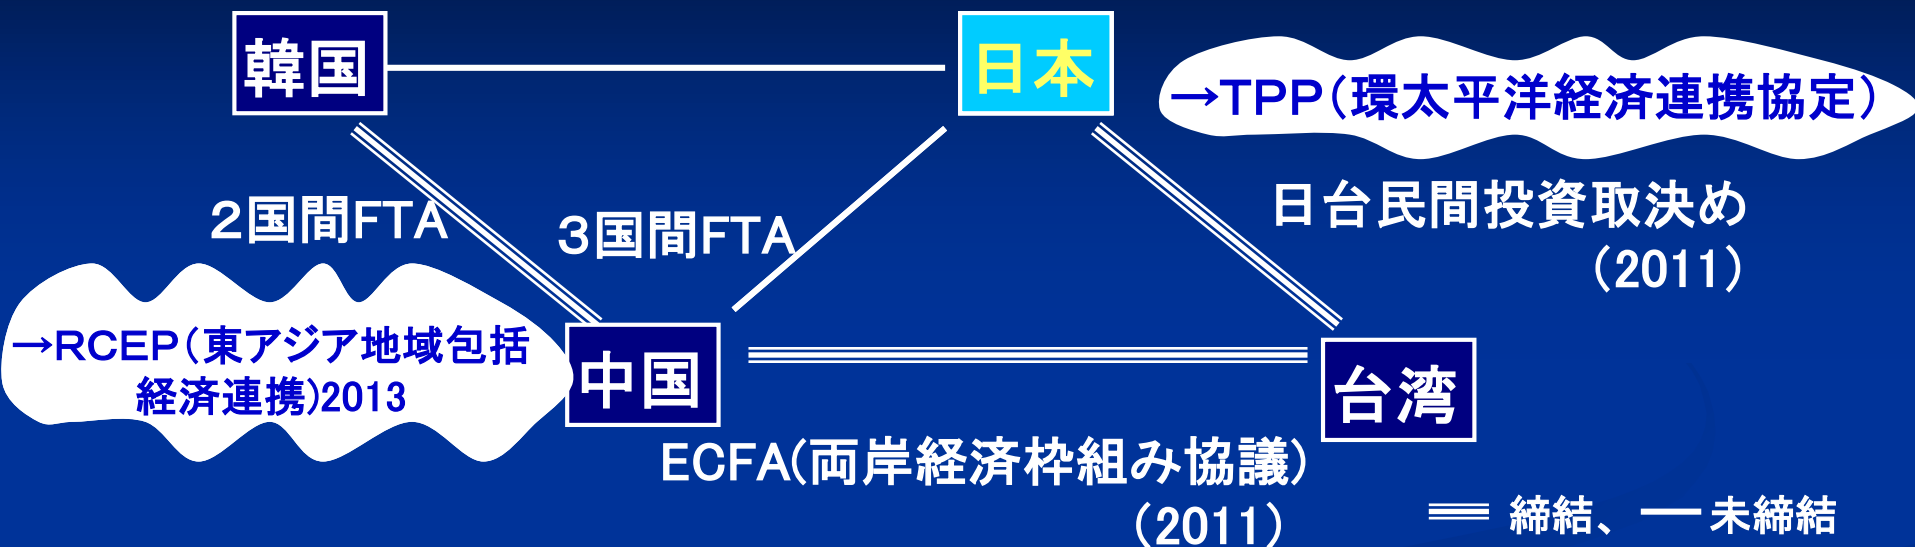 韓国
日本
→TPP(環太平洋経済連携協定)
2国間FTA
3国間FTA
日台民間投資取決め
(2011)
→RCEP(東アジア地域包括
経済連携)2013
中国
台湾
ECFA(両岸経済枠組み協議)
(2011)
締結、 未締結